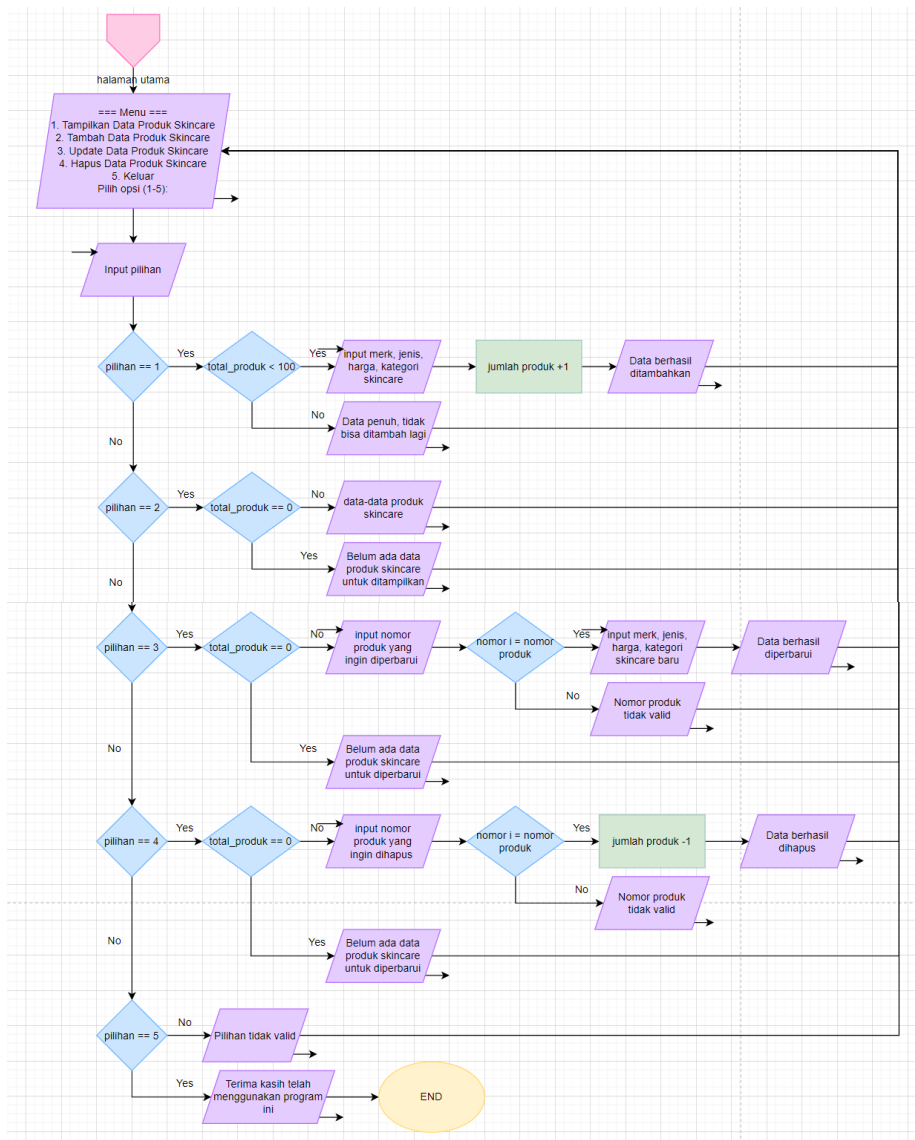 halaman utama
=== Menu ===
1. Tampilkan Data Produk Skincare
2. Tambah Data Produk Skincare
3. Update Data Produk Skincare
4. Hapus Data Produk Skincare
5. Keluar
Pilih opsi (1-5):
Input pilihan
pilihan == 1
Yes
total_produk < 100
Yes
input merk, jenis,
harga, kategori
skincare
jumlah produk +1
Data berhasil
ditambahkan
No
Data penuh, tidak
bisa ditambah lagi
No
pilihan == 2
Yes
total_produk == 0
No
data-data produk
skincare
Yes
Belum ada data
produk skincare
untuk ditampilkan
No
pilihan == 3
Yes
total_produk == 0
No
input nomor
produk yang
ingin diperbarui
nomor i = nomor
produk
Yes
input merk, jenis,
harga, kategori
skincare baru
Data berhasil
diperbarui
No
Nomor produk
tidak valid
Yes
Belum ada data
produk skincare
untuk diperbarui
No
pilihan == 4
Yes
total_produk == 0
No
input nomor
produk yang
ingin dihapus
nomor i = nomor
produk
Yes
jumlah produk -1
Data berhasil
dihapus
No
Nomor produk
tidak valid
Yes
Belum ada data
produk skincare
untuk diperbarui
No
pilihan == 5
No
Pilihan tidak valid
Yes
Terima kasih telah
menggunakan program
ini
END